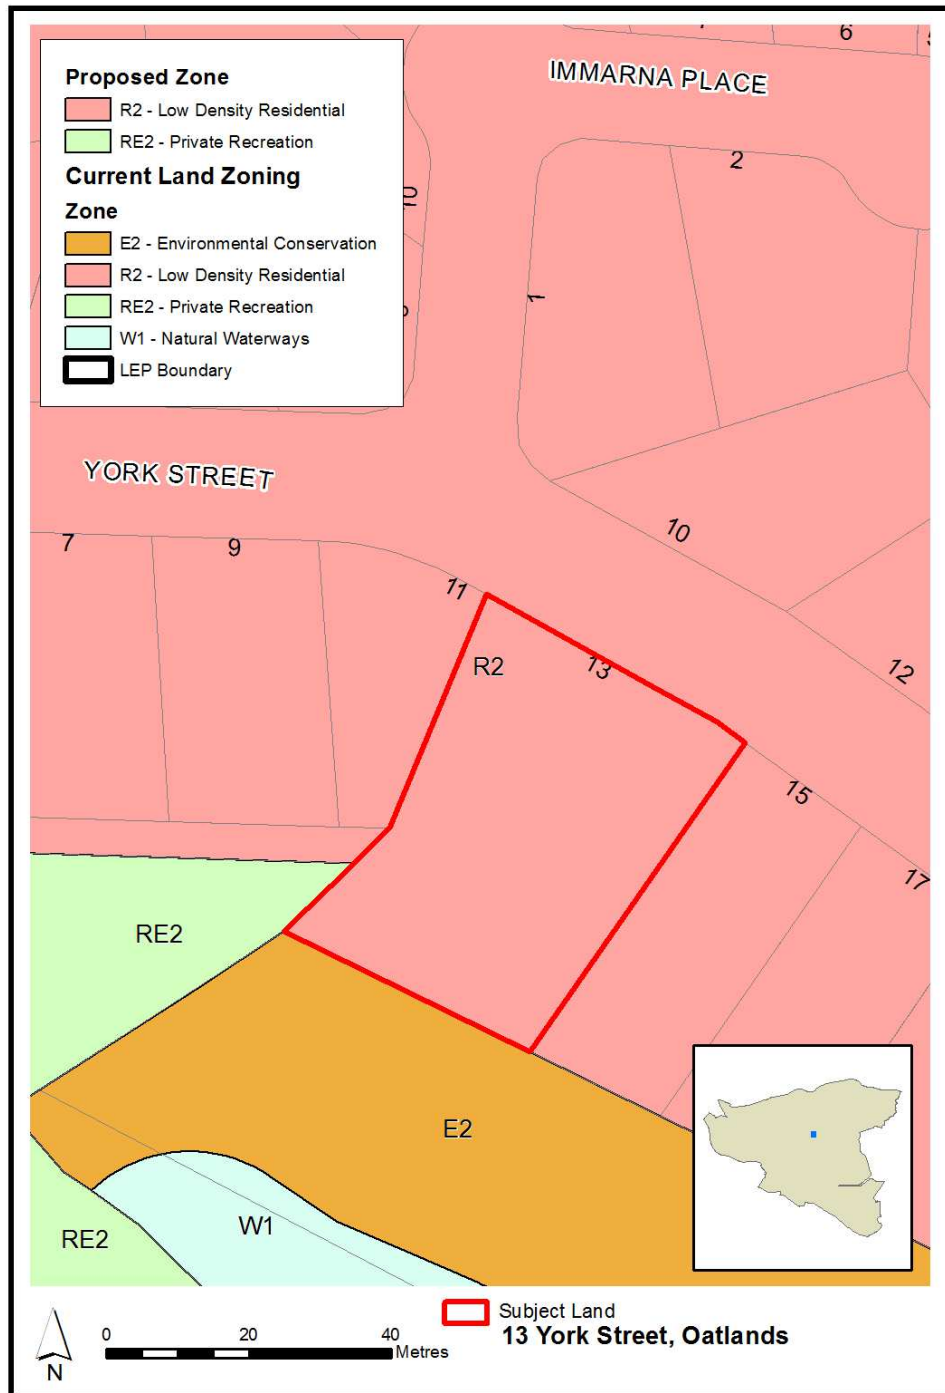 Proposed Zone
R2 - Low Density Residential
RE2 - Private Recreation
Current Land Zoning
Zone
E2 - Environmental Conservation
R2 - Low Density Residential
RE2 - Private Recreation
W1 - Natural Waterways
LEP Boundary
6
IMMARNA PLACE
2
10
1
YORK STREET
7
9
10
11
13
R2
12
15
17
RE2
E2
W1
RE2
Subject Land
13 York Street, Oatlands
0 20 40
Metres
N